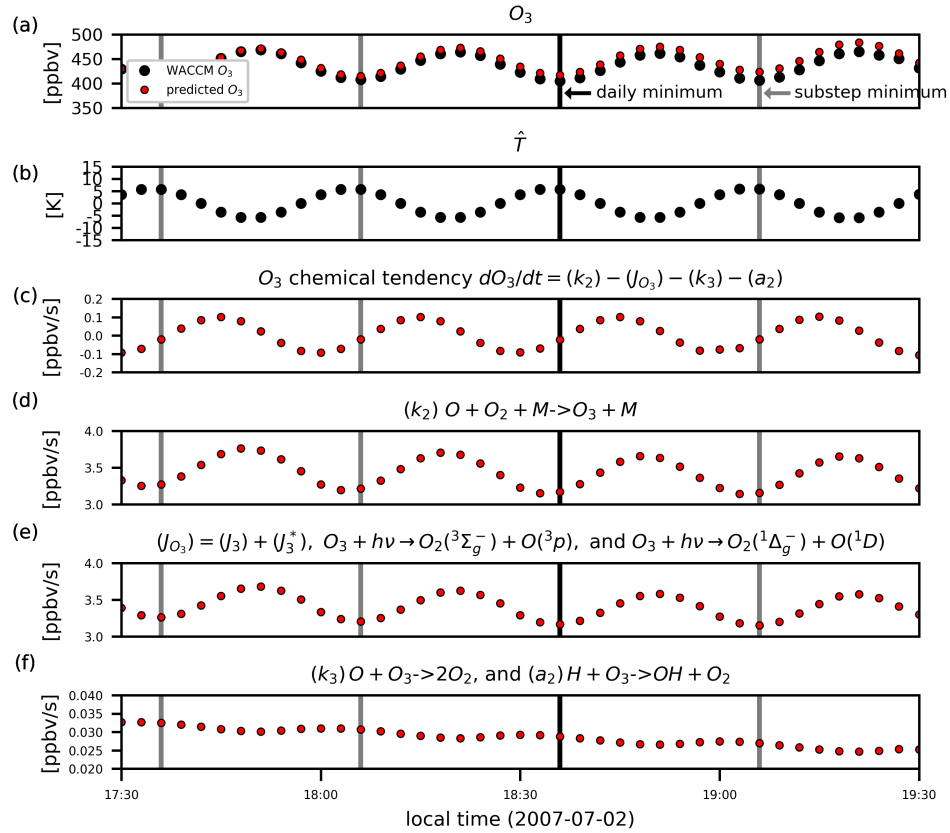 (a)
O₃
[ppbv]
500
450
400
350
WACCM O₃
predicted O₃
daily minimum
substep minimum
(b)
T̂
[K]
15
10
5
0
-5
-10
-15
(c)
O₃ chemical tendency dO₃/dt = (k₂) − (J_O₃) − (k₃) − (a₂)
[ppbv/s]
0.2
0.1
0.0
-0.1
-0.2
(d)
(k₂) O + O₂ + M->O₃ + M
[ppbv/s]
4.0
3.5
3.0
(e)
(J_O₃) = (J₃) + (J₃*), O₃ + hν → O₂(³Σg⁻) + O(³p), and O₃ + hν → O₂(¹Δg⁻) + O(¹D)
[ppbv/s]
4.0
3.5
3.0
(f)
(k₃) O + O₃->2O₂, and (a₂) H + O₃->OH + O₂
[ppbv/s]
0.040
0.035
0.030
0.025
0.020
17:30 18:00 18:30 19:00 19:30
local time (2007-07-02)